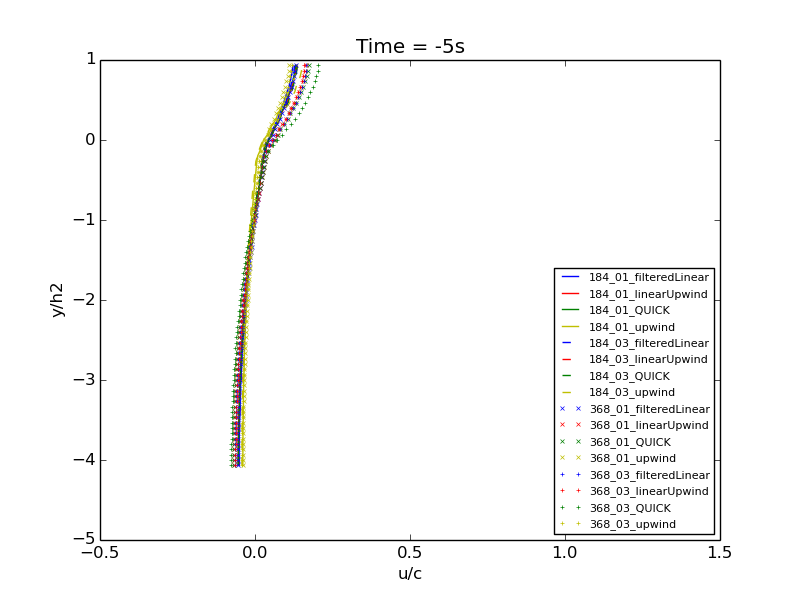 Time = -5s
y/h2
1
0
−1
−2
−3
−4
−5
−0.5
0.0
0.5
1.0
1.5
u/c
184_01_filteredLinear
184_01_linearUpwind
184_01_QUICK
184_01_upwind
184_03_filteredLinear
184_03_linearUpwind
184_03_QUICK
184_03_upwind
368_01_filteredLinear
368_01_linearUpwind
368_01_QUICK
368_01_upwind
368_03_filteredLinear
368_03_linearUpwind
368_03_QUICK
368_03_upwind